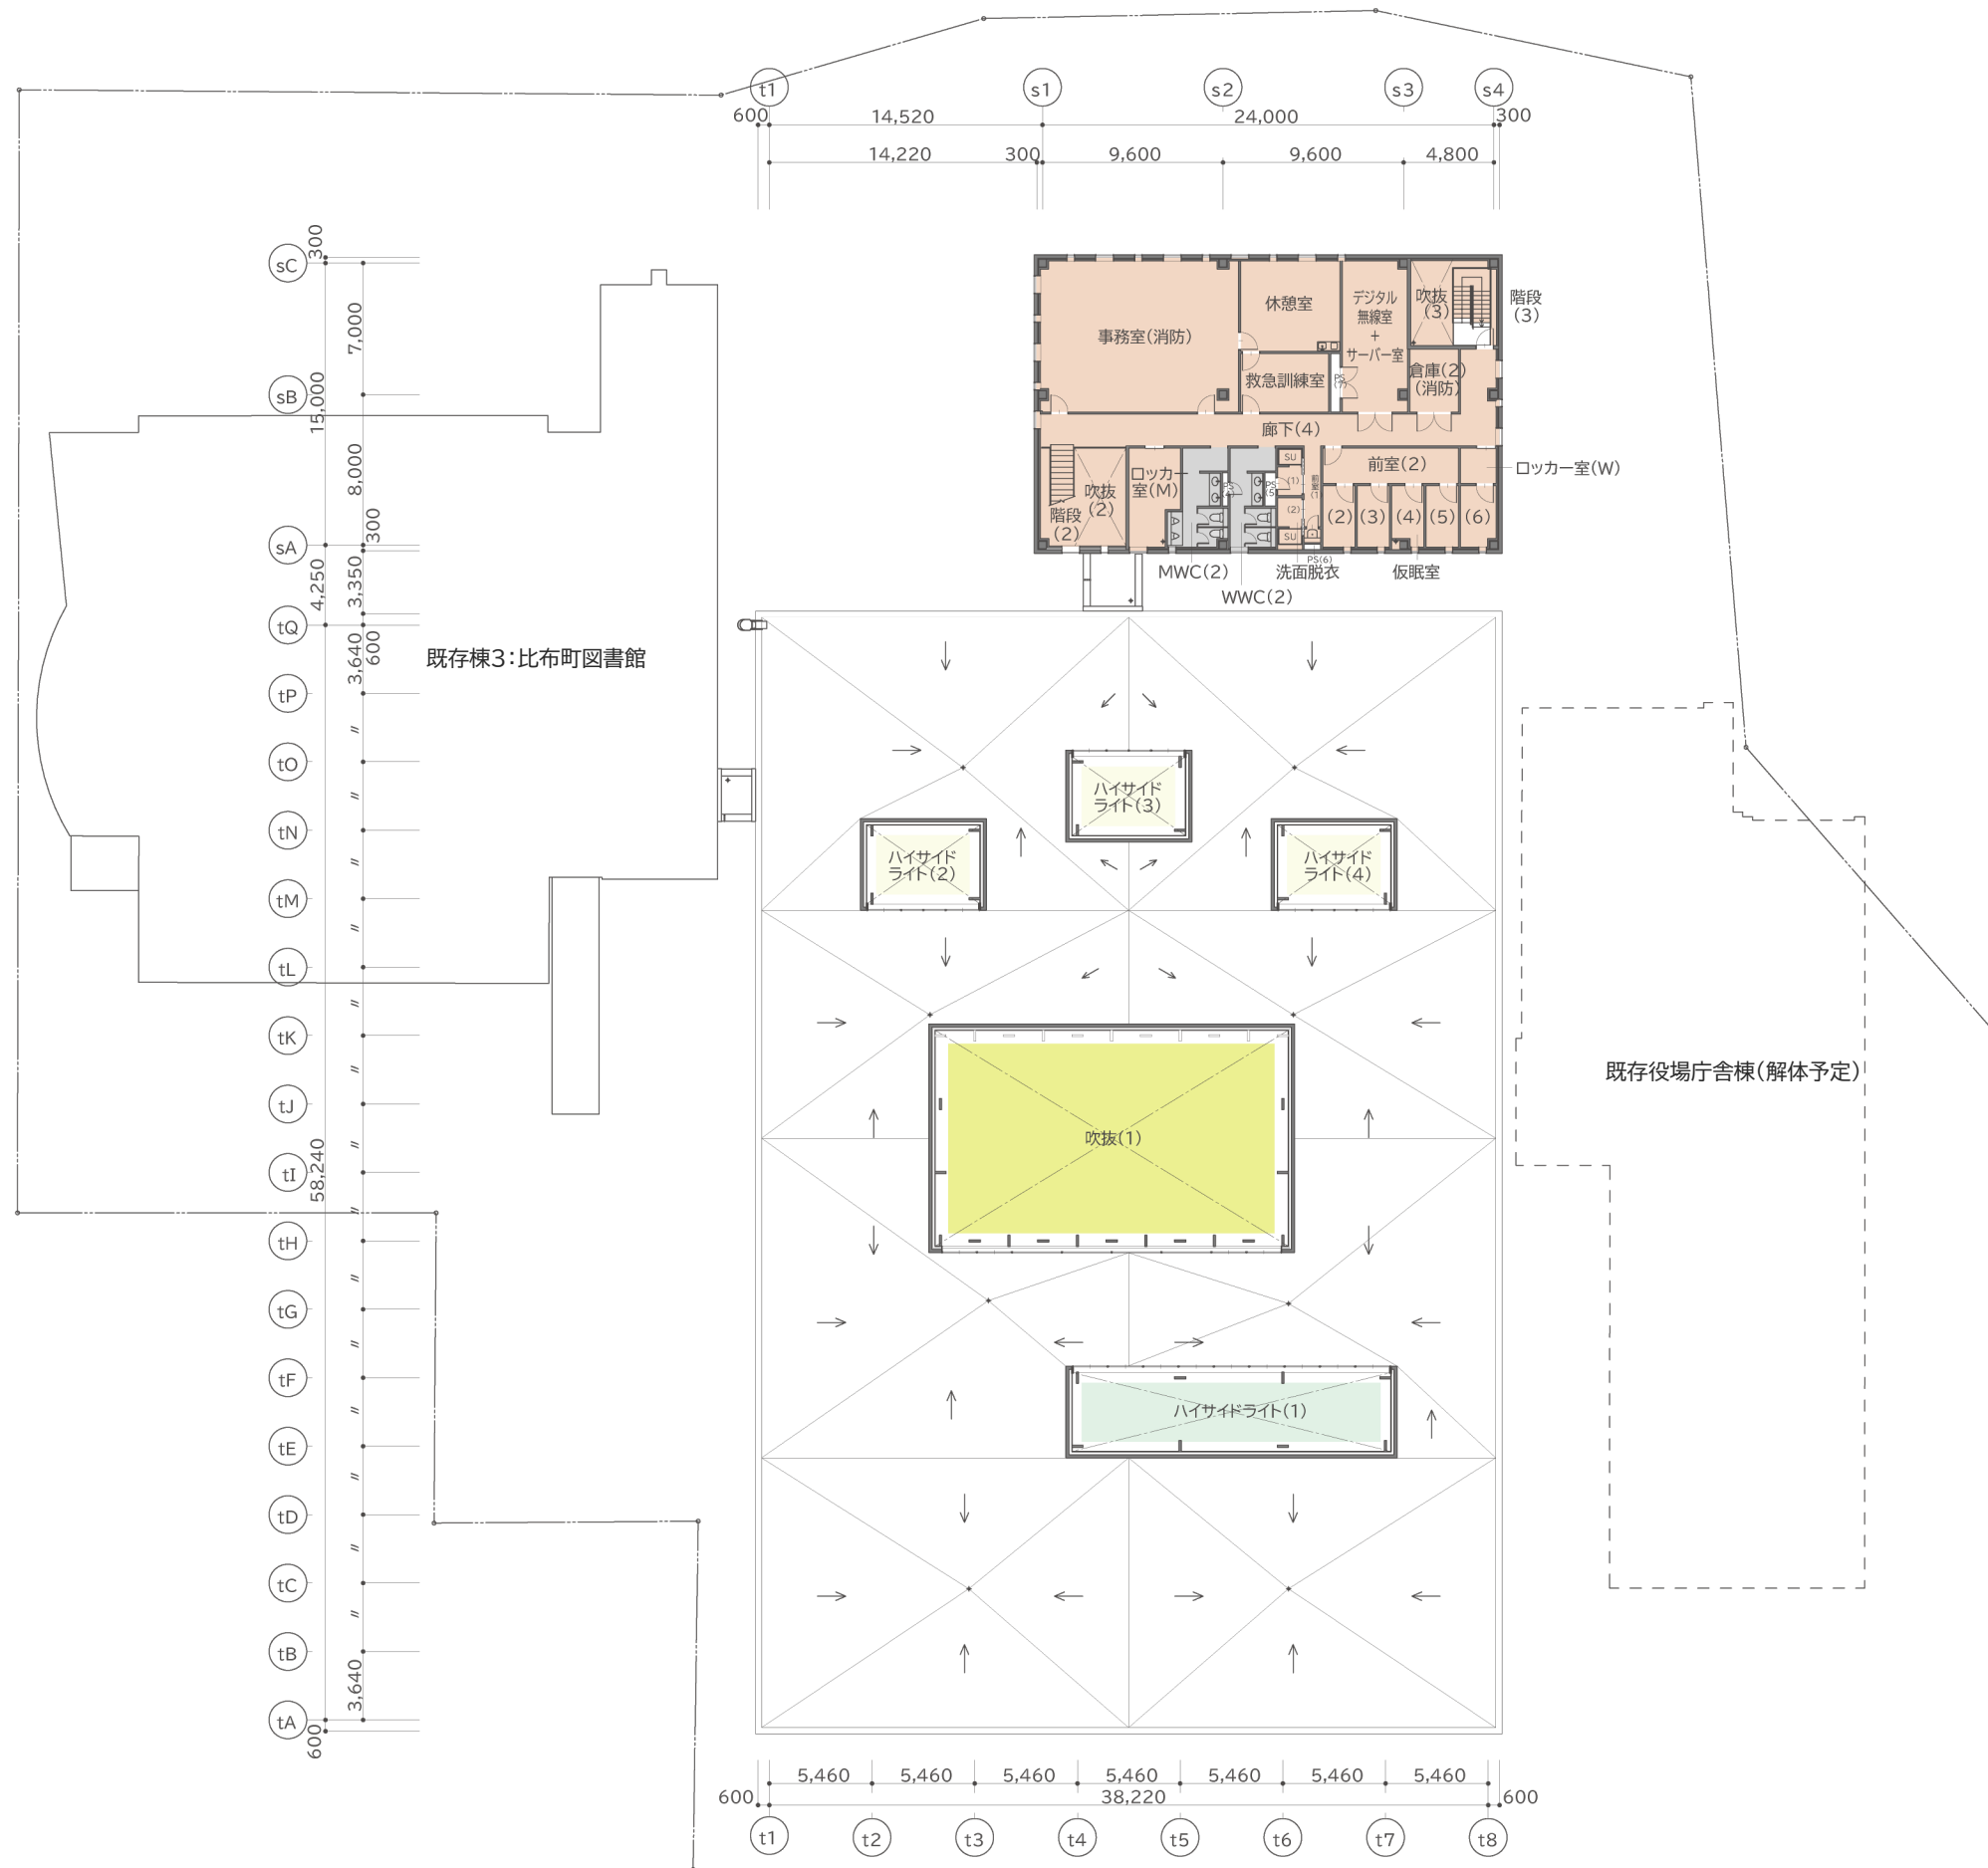 t1
s1
s2
s3
s4
600
14,520
24,000
300
14,220
300
9,600
9,600
4,800
sC
sB
sA
tQ
tP
tO
tN
tM
tL
tK
tJ
tI
tH
tG
tF
tE
tD
tC
tB
tA
300
7,000
15,000
8,000
300
4,250
3,350
3,640
600
〃
〃
〃
〃
〃
〃
〃
〃
〃
〃
〃
〃
〃
〃
58,240
3,640
600
既存棟3：比布町図書館
事務室（消防）
休憩室
デジタル
無線室
+
サーバー室
吹抜
（3）
階段
（3）
救急訓練室
倉庫（2）
（消防）
廊下（4）
階段
（2）
吹抜
（2）
ロッカー
室（M）
SU
（1）
（2）
SU
前室（2）
ロッカー室（W）
（2）
（3）
（4）
（5）
（6）
PS（6）
MWC（2）
WWC（2）
洗面脱衣
仮眠室
ハイサイド
ライト（3）
ハイサイド
ライト（2）
ハイサイド
ライト（4）
吹抜（1）
ハイサイドライト（1）
既存役場庁舎棟（解体予定）
5,460
5,460
5,460
5,460
5,460
5,460
5,460
600
38,220
600
t1
t2
t3
t4
t5
t6
t7
t8